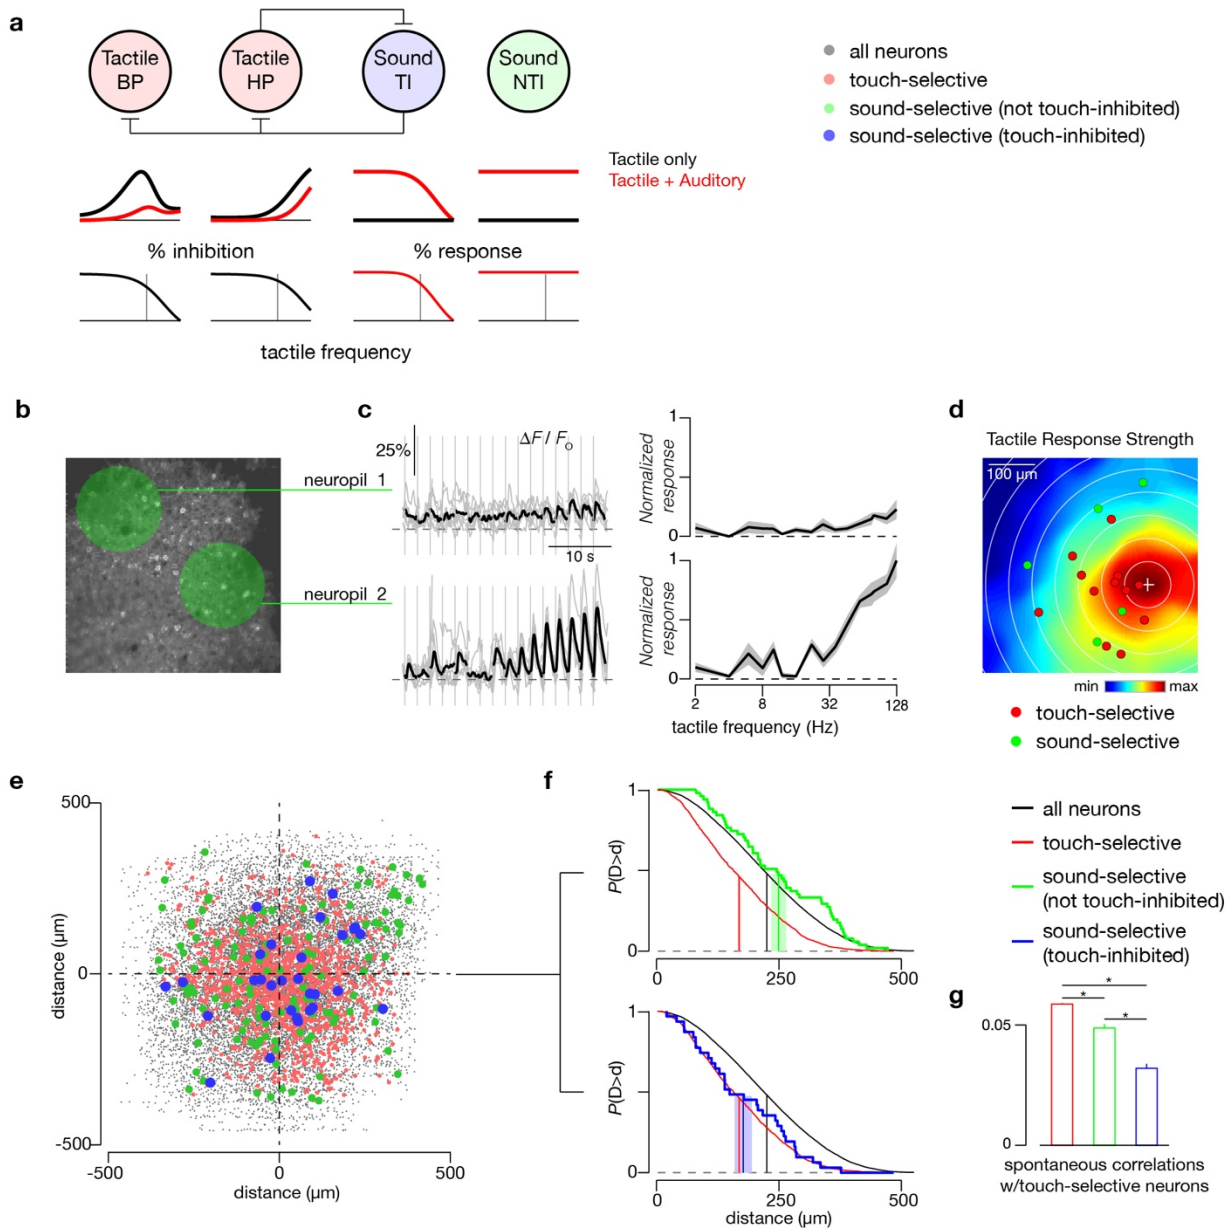 a
Tactile
BP
Tactile
HP
Sound
TI
Sound
NTI
all neurons
touch-selective
sound-selective (not touch-inhibited)
sound-selective (touch-inhibited)
Tactile only
Tactile + Auditory
% inhibition
% response
tactile frequency
b
neuropil 1
neuropil 2
c
25%
ΔF / Fo
10 s
1
Normalized
response
0
1
Normalized
response
0
2
8
32
128
tactile frequency (Hz)
d
Tactile Response Strength
100 µm
min
max
touch-selective
sound-selective
e
500
distance (µm)
0
-500
-500
0
500
distance (µm)
f
1
P(D>d)
0
0
250
500
1
P(D>d)
0
0
250
500
distance (µm)
all neurons
touch-selective
sound-selective
(not touch-inhibited)
sound-selective
(touch-inhibited)
g
*
*
*
0.05
0
spontaneous correlations
w/touch-selective neurons